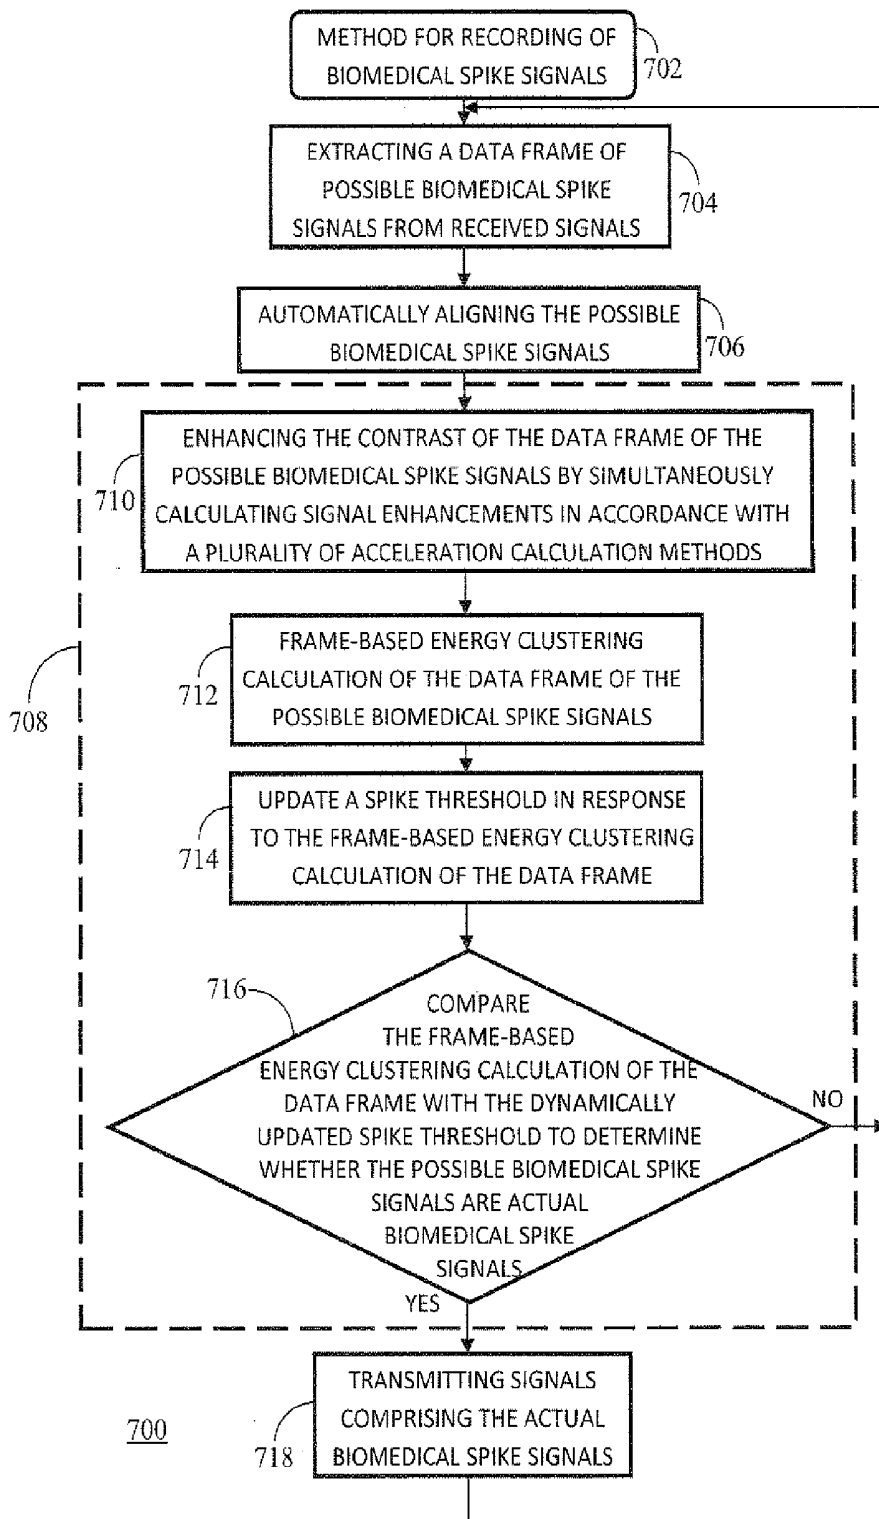 METHOD FOR RECORDING OF
BIOMEDICAL SPIKE SIGNALS
702
EXTRACTING A DATA FRAME OF
POSSIBLE BIOMEDICAL SPIKE
SIGNALS FROM RECEIVED SIGNALS
704
AUTOMATICALLY ALIGNING THE POSSIBLE
BIOMEDICAL SPIKE SIGNALS
706
ENHANCING THE CONTRAST OF THE DATA FRAME OF THE
POSSIBLE BIOMEDICAL SPIKE SIGNALS BY SIMULTANEOUSLY
CALCULATING SIGNAL ENHANCEMENTS IN ACCORDANCE WITH
A PLURALITY OF ACCELERATION CALCULATION METHODS
710
FRAME-BASED ENERGY CLUSTERING
CALCULATION OF THE DATA FRAME OF THE
POSSIBLE BIOMEDICAL SPIKE SIGNALS
712
708
UPDATE A SPIKE THRESHOLD IN RESPONSE
TO THE FRAME-BASED ENERGY CLUSTERING
CALCULATION OF THE DATA FRAME
714
716
COMPARE
THE FRAME-BASED
ENERGY CLUSTERING CALCULATION OF THE
DATA FRAME WITH THE DYNAMICALLY
UPDATED SPIKE THRESHOLD TO DETERMINE
WHETHER THE POSSIBLE BIOMEDICAL SPIKE
SIGNALS ARE ACTUAL
BIOMEDICAL SPIKE
SIGNALS
NO
YES
TRANSMITTING SIGNALS
COMPRISING THE ACTUAL
BIOMEDICAL SPIKE SIGNALS
718
700